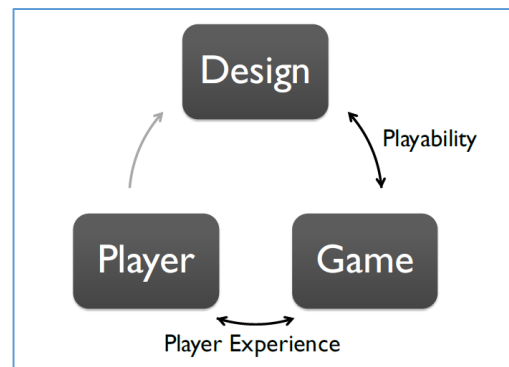 Design
Playability
Player
Game
Player Experience